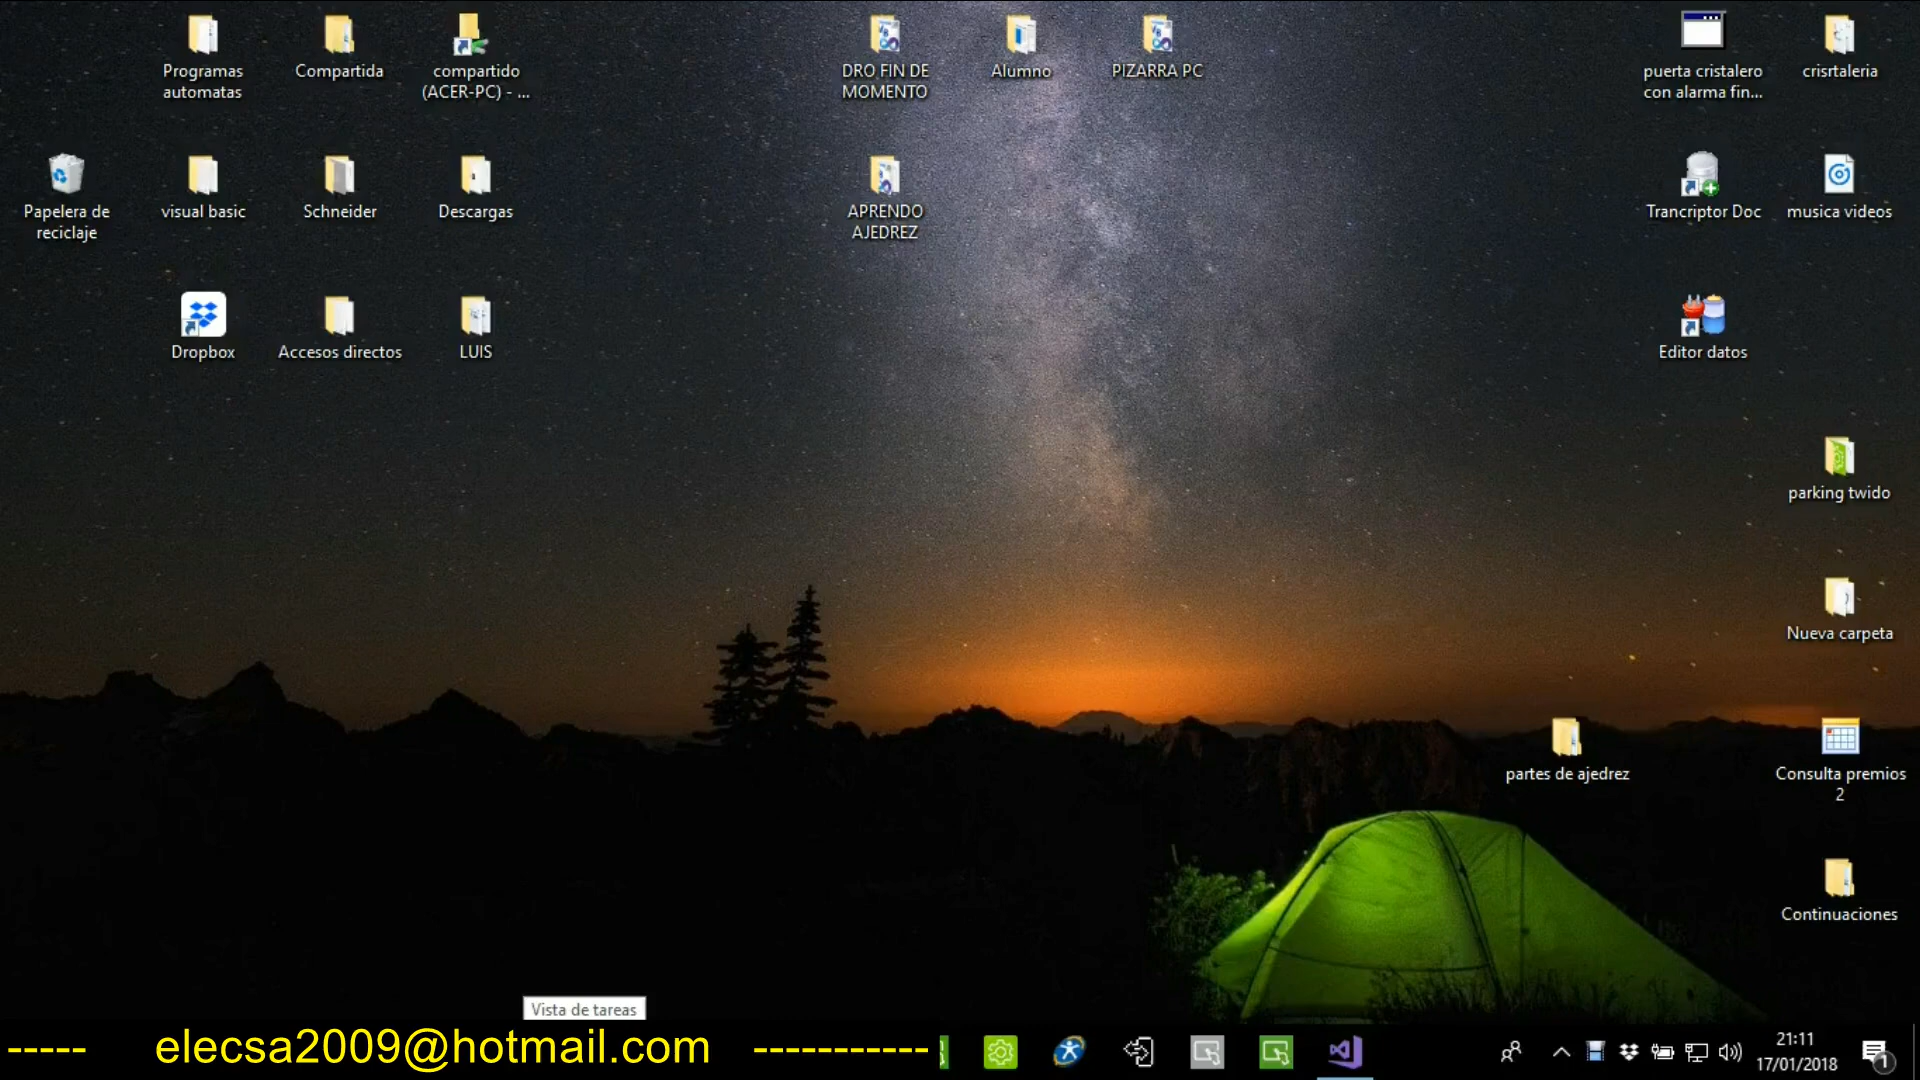 Programas
automatas
Compartida
compartido
(ACER-PC) - ...
DRO FIN DE
MOMENTO
Alumno
PIZARRA PC
puerta cristalero
con alarma fin...
crisrtaleria
Papelera de
reciclaje
visual basic
Schneider
Descargas
APRENDO
AJEDREZ
Trancriptor Doc
musica videos
Dropbox
Accesos directos
LUIS
Editor datos
parking twido
Nueva carpeta
partes de ajedrez
Consulta premios
2
Continuaciones
Vista de tareas
----- elecsa2009@hotmail.com -----------
21:11
17/01/2018
1